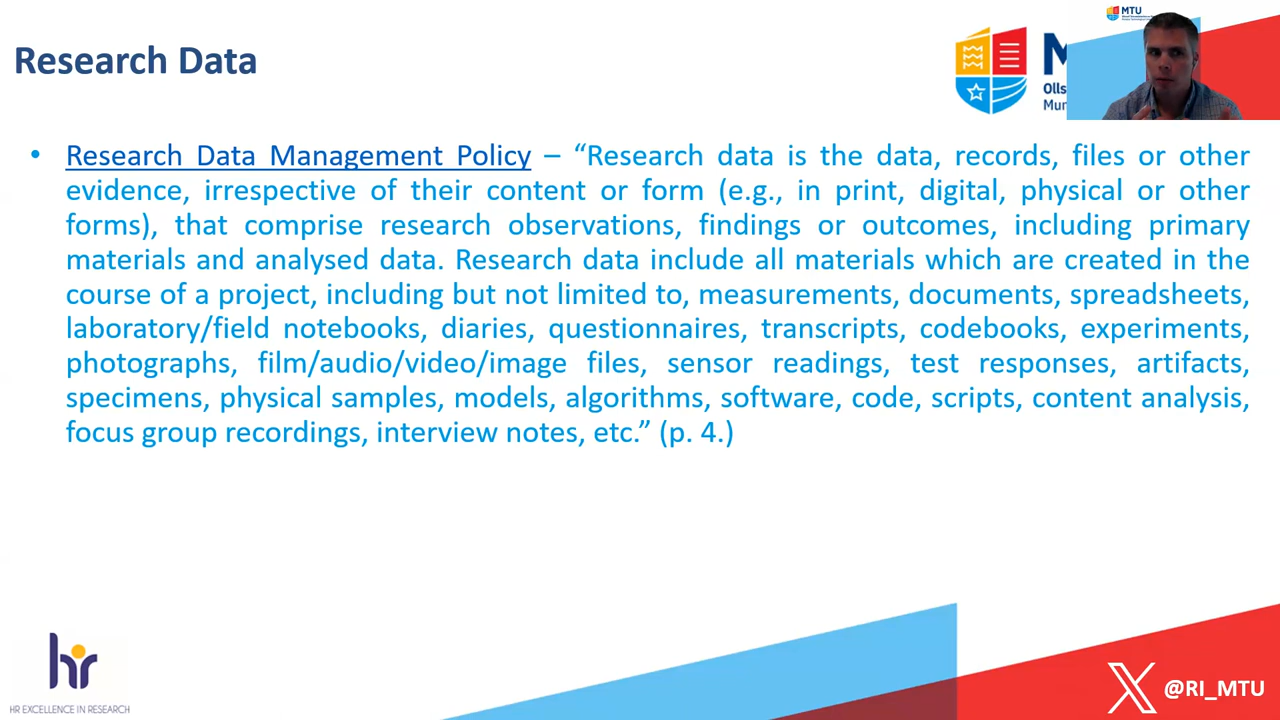 MTU
Research Data
M
Olls
Mur
• Research Data Management Policy – “Research data is the data, records, files or other
evidence, irrespective of their content or form (e.g., in print, digital, physical or other
forms), that comprise research observations, findings or outcomes, including primary
materials and analysed data. Research data include all materials which are created in the
course of a project, including but not limited to, measurements, documents, spreadsheets,
laboratory/field notebooks, diaries, questionnaires, transcripts, codebooks, experiments,
photographs, film/audio/video/image files, sensor readings, test responses, artifacts,
specimens, physical samples, models, algorithms, software, code, scripts, content analysis,
focus group recordings, interview notes, etc.” (p. 4.)
hr
HR EXCELLENCE IN RESEARCH
X @RI_MTU